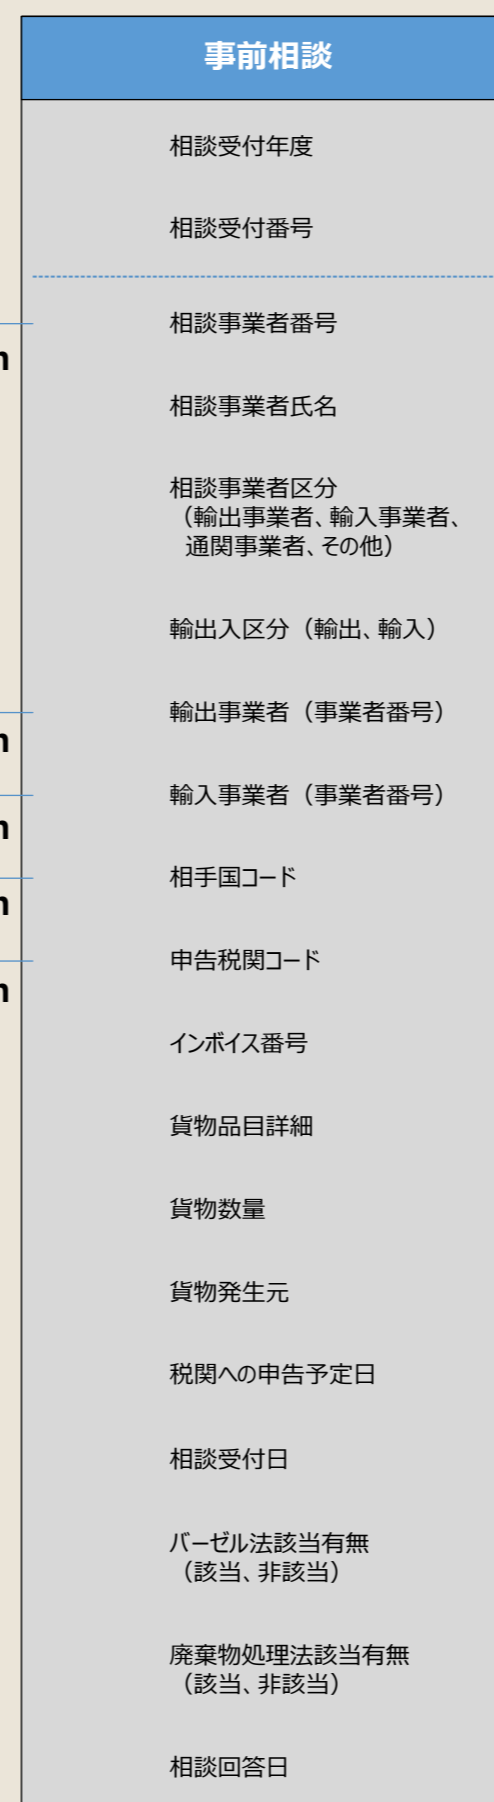 事前相談
相談受付年度
相談受付番号
相談事業者番号
n
相談事業者氏名
相談事業者区分
（輸出事業者、輸入事業者、
通関事業者、その他）
輸出入区分（輸出、輸入）
輸出事業者（事業者番号）
n
輸入事業者（事業者番号）
n
相手国コード
n
申告税関コード
n
インボイス番号
貨物品目詳細
貨物数量
貨物発生元
税関への申告予定日
相談受付日
バーゼル法該当有無
（該当、非該当）
廃棄物処理法該当有無
（該当、非該当）
相談回答日